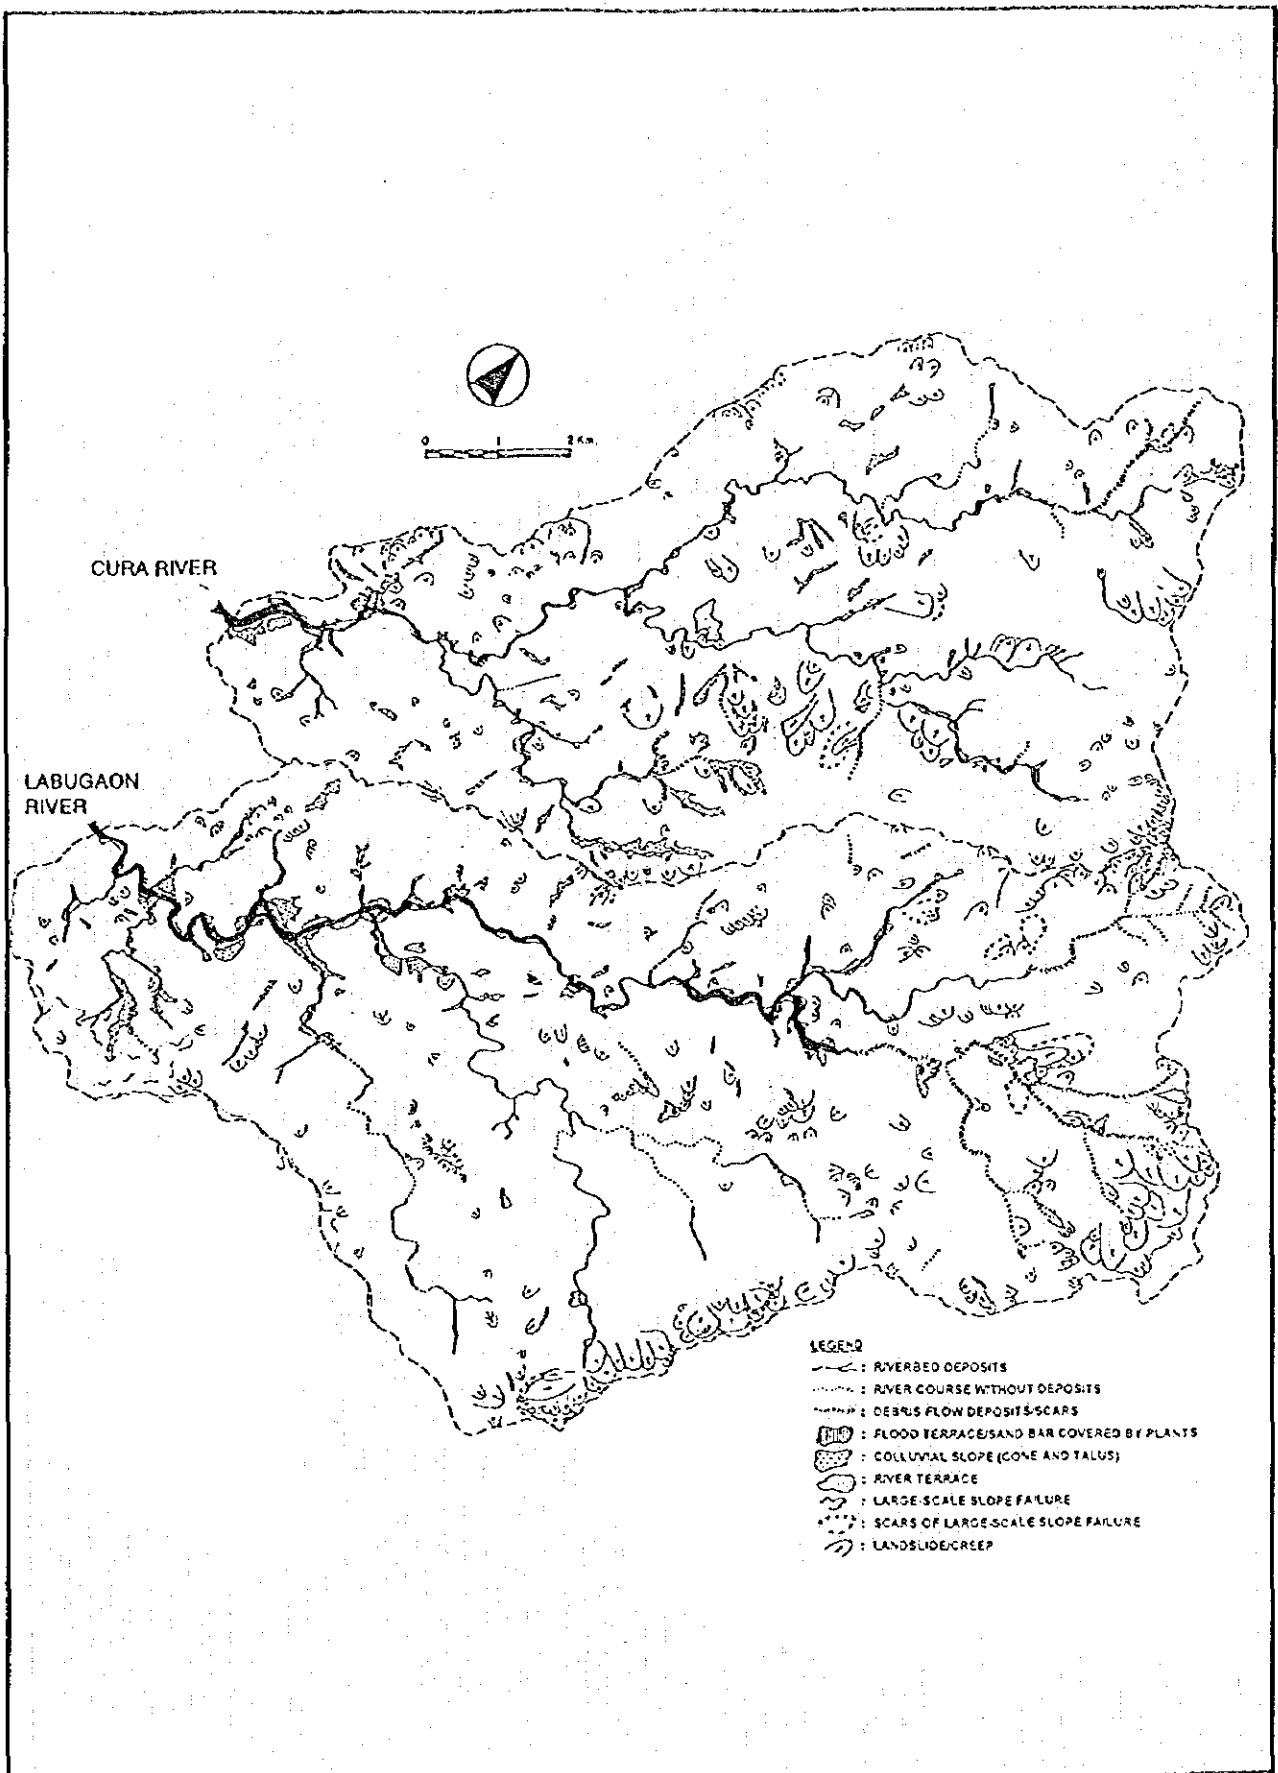 0 1 2 Km.
CURA RIVER
LABUGAON
RIVER
LEGEND
: RIVERBED DEPOSITS
: RIVER COURSE WITHOUT DEPOSITS
: DEBRIS FLOW DEPOSITS/SCARS
: FLOOD TERRACE/SAND BAR COVERED BY PLANTS
: COLLUVIAL SLOPE (CONE AND TALUS)
: RIVER TERRACE
: LARGE-SCALE SLOPE FAILURE
: SCARS OF LARGE-SCALE SLOPE FAILURE
: LANDSLIDE/CREEP